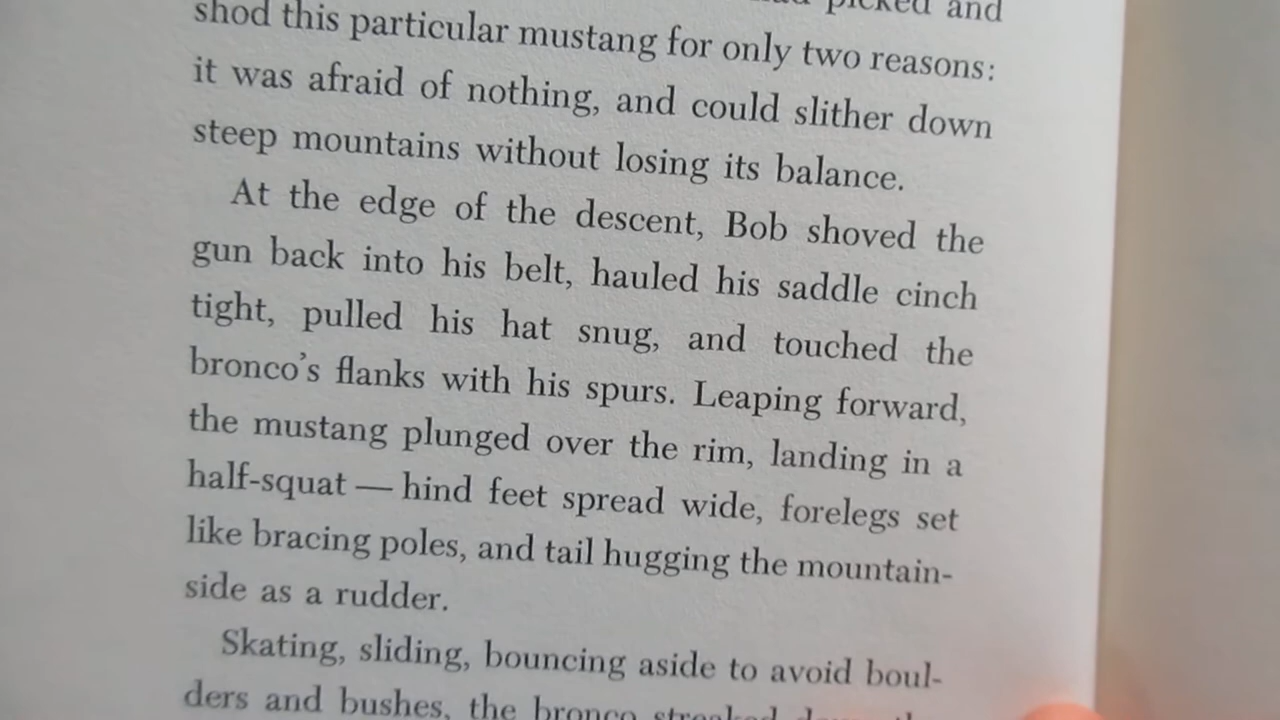 picked and
shod this particular mustang for only two reasons:
it was afraid of nothing, and could slither down
steep mountains without losing its balance.
At the edge of the descent, Bob shoved the
gun back into his belt, hauled his saddle cinch
tight, pulled his hat snug, and touched the
bronco's flanks with his spurs. Leaping forward,
the mustang plunged over the rim, landing in a
half-squat — hind feet spread wide, forelegs set
like bracing poles, and tail hugging the mountain-
side as a rudder.
Skating, sliding, bouncing aside to avoid boul-
ders and bushes, the bronco streaked